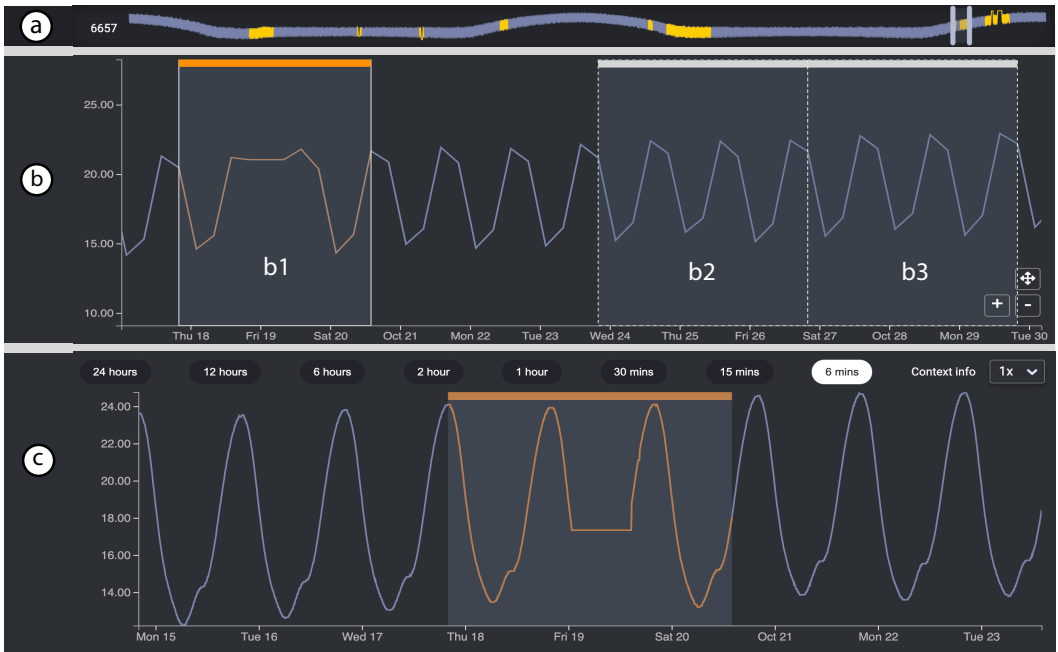 a
6657
b
25.00
20.00
15.00
10.00
b1
b2
b3
+
-
Thu 18
Fri 19
Sat 20
Oct 21
Mon 22
Tue 23
Wed 24
Thu 25
Fri 26
Sat 27
Oct 28
Mon 29
Tue 30
24 hours
12 hours
6 hours
2 hour
1 hour
30 mins
15 mins
6 mins
Context info
1x
c
24.00
22.00
20.00
18.00
16.00
14.00
Mon 15
Tue 16
Wed 17
Thu 18
Fri 19
Sat 20
Oct 21
Mon 22
Tue 23